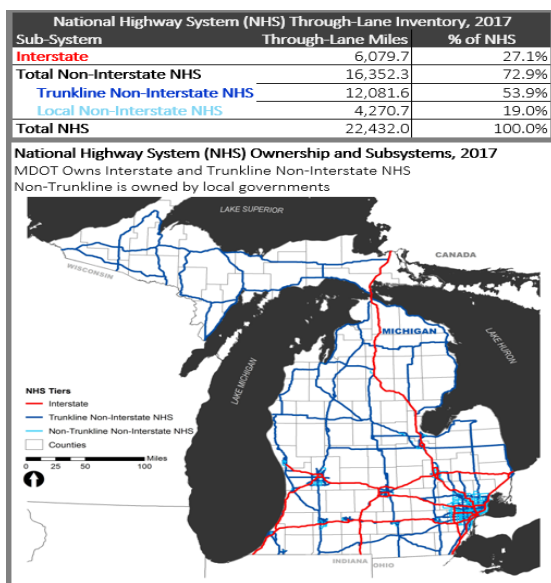 National Highway System (NHS) Through-Lane Inventory, 2017
Sub-System Through-Lane Miles % of NHS
Interstate 6,079.7 27.1%
Total Non-Interstate NHS 16,352.3 72.9%
Trunkline Non-Interstate NHS 12,081.6 53.9%
Local Non-Interstate NHS 4,270.7 19.0%
Total NHS 22,432.0 100.0%
National Highway System (NHS) Ownership and Subsystems, 2017
MDOT Owns Interstate and Trunkline Non-Interstate NHS
Non-Trunkline is owned by local governments
LAKE SUPERIOR
CANADA
WISCONSIN
MICHIGAN
LAKE HURON
LAKE MICHIGAN
NHS Tiers
Interstate
Trunkline Non-Interstate NHS
Non-Trunkline Non-Interstate NHS
Counties
Miles
0 25 50 100
INDIANA OHIO